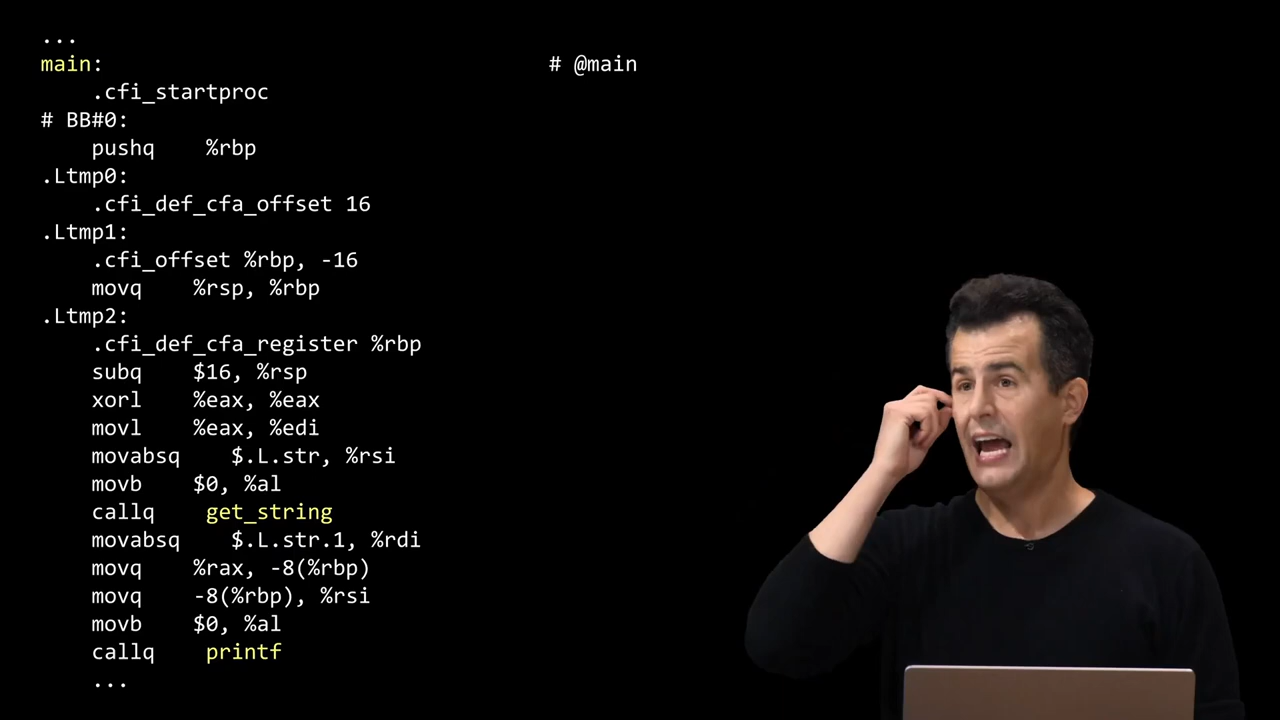 ...
main: # @main
.cfi_startproc
# BB#0:
pushq %rbp
.Ltmp0:
.cfi_def_cfa_offset 16
.Ltmp1:
.cfi_offset %rbp, -16
movq %rsp, %rbp
.Ltmp2:
.cfi_def_cfa_register %rbp
subq $16, %rsp
xorl %eax, %eax
movl %eax, %edi
movabsq $.L.str, %rsi
movb $0, %al
callq get_string
movabsq $.L.str.1, %rdi
movq %rax, -8(%rbp)
movq -8(%rbp), %rsi
movb $0, %al
callq printf
...